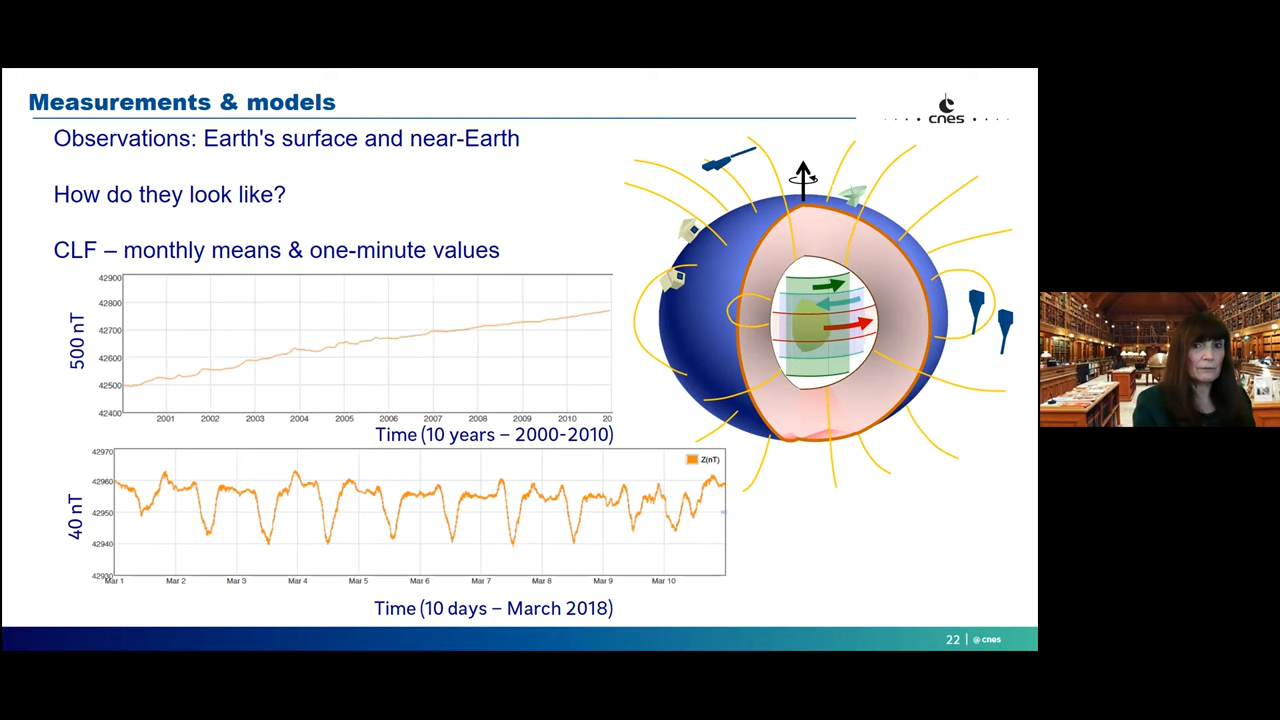 Measurements & models
cnes
Observations: Earth's surface and near-Earth
How do they look like?
CLF – monthly means & one-minute values
500 nT
42900
42800
42700
42600
42500
42400
2001 2002 2003 2004 2005 2006 2007 2008 2009 2010 20
Time (10 years – 2000-2010)
40 nT
42970
42960
42950
42940
42930
Z(nT)
Mar 1 Mar 2 Mar 3 Mar 4 Mar 5 Mar 6 Mar 7 Mar 8 Mar 9 Mar 10
Time (10 days – March 2018)
22 | @ cnes